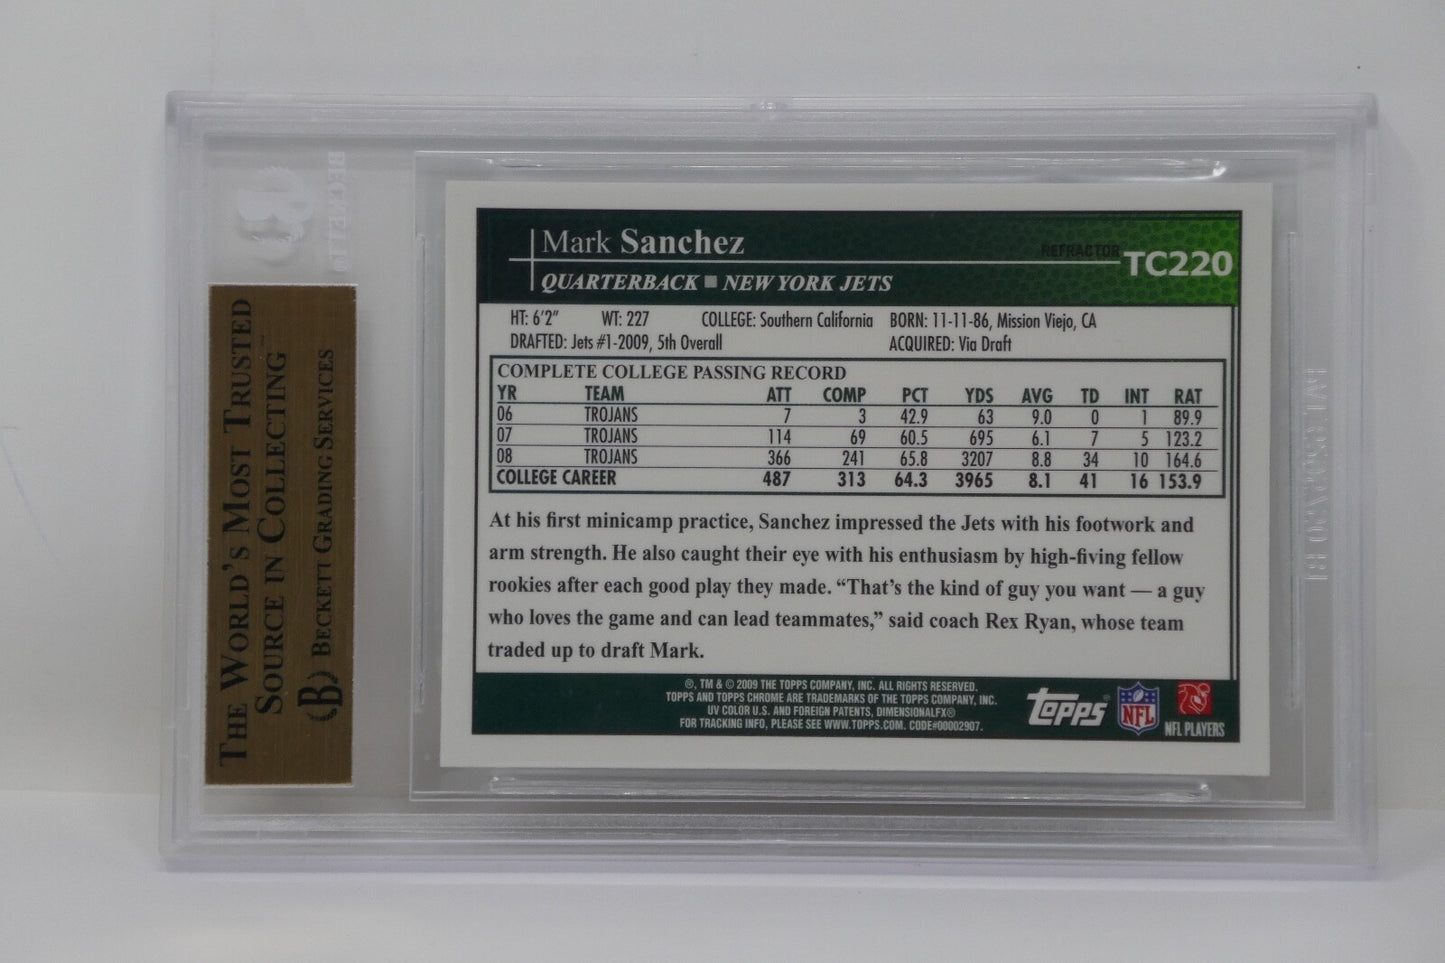 BECKETT
THE WORLD'S MOST TRUSTED
SOURCE IN COLLECTING™
B BECKETT GRADING SERVICES
Mark Sanchez
REFRACTOR
TC220
QUARTERBACK ■ NEW YORK JETS
HT: 6'2" WT: 227 COLLEGE: Southern California BORN: 11-11-86, Mission Viejo, CA
DRAFTED: Jets #1-2009, 5th Overall ACQUIRED: Via Draft
COMPLETE COLLEGE PASSING RECORD
YR TEAM ATT COMP PCT YDS AVG TD INT RAT
06 TROJANS 7 3 42.9 63 9.0 0 1 89.9
07 TROJANS 114 69 60.5 695 6.1 7 5 123.2
08 TROJANS 366 241 65.8 3207 8.8 34 10 164.6
COLLEGE CAREER 487 313 64.3 3965 8.1 41 16 153.9
At his first minicamp practice, Sanchez impressed the Jets with his footwork and
arm strength. He also caught their eye with his enthusiasm by high-fiving fellow
rookies after each good play they made. “That’s the kind of guy you want — a guy
who loves the game and can lead teammates,” said coach Rex Ryan, whose team
traded up to draft Mark.
®, TM & © 2009 THE TOPPS COMPANY, INC. ALL RIGHTS RESERVED.
TOPPS AND TOPPS CHROME ARE TRADEMARKS OF THE TOPPS COMPANY, INC.
UV COLOR U.S. AND FOREIGN PATENTS, DIMENSIONALFX®
FOR TRACKING INFO, PLEASE SEE WWW.TOPPS.COM. CODE#00002907.
Topps®
NFL
NFL PLAYERS